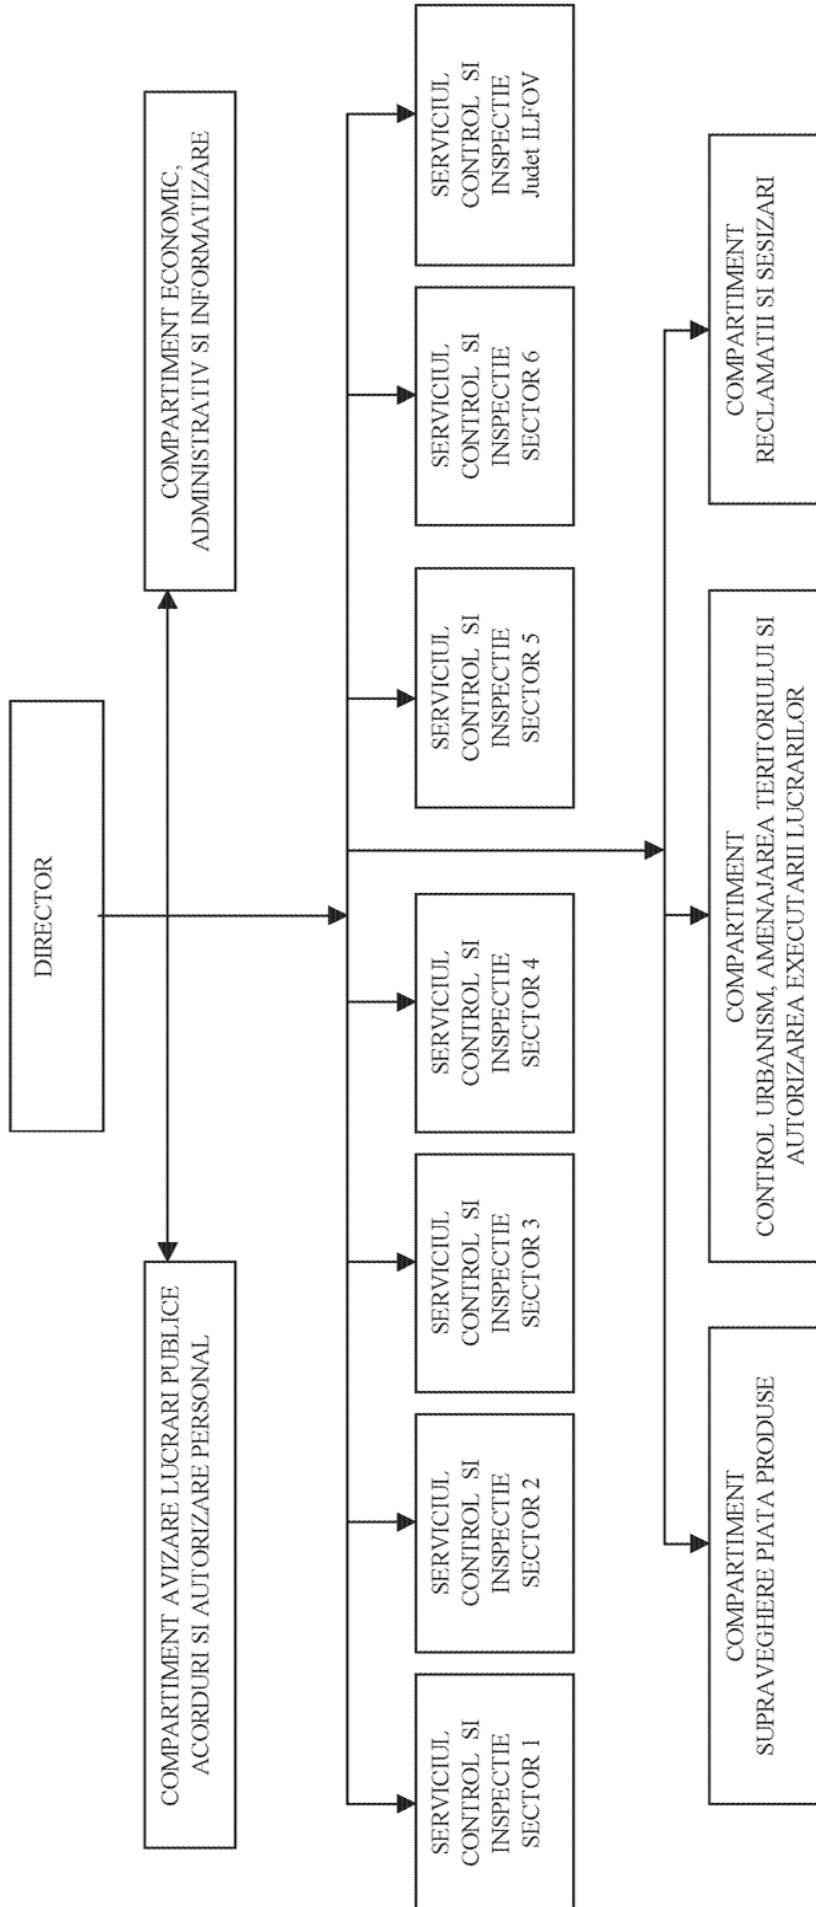 DIRECTOR
COMPARTIMENT AVIZARE LUCRARI PUBLICE
ACORDURI SI AUTORIZARE PERSONAL
COMPARTIMENT ECONOMIC,
ADMINISTRATIV SI INFORMATIZARE
SERVICIUL
CONTROL SI
INSPECTIE
SECTOR 1
SERVICIUL
CONTROL SI
INSPECTIE
SECTOR 2
SERVICIUL
CONTROL SI
INSPECTIE
SECTOR 3
SERVICIUL
CONTROL SI
INSPECTIE
SECTOR 4
SERVICIUL
CONTROL SI
INSPECTIE
SECTOR 5
SERVICIUL
CONTROL SI
INSPECTIE
SECTOR 6
SERVICIUL
CONTROL SI
INSPECTIE
Judet ILFOV
COMPARTIMENT
SUPRAVEGHERE PIATA PRODUSE
COMPARTIMENT
CONTROL URBANISM, AMENAJAREA TERITORIULUI SI
AUTORIZAREA EXECUTARII LUCRARILOR
COMPARTIMENT
RECLAMATII SI SESIZARI